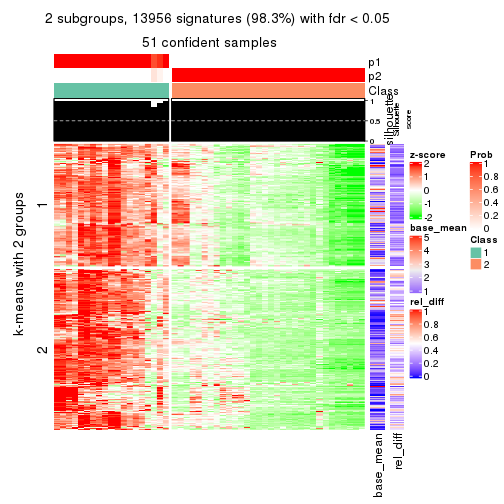 2 subgroups, 13956 signatures (98.3%) with fdr < 0.05
51 confident samples
p1
p2
Class
silhouette
Silhouette
score
1
0.5
0
k-means with 2 groups
1
2
z-score
2
1
0
-1
-2
base_mean
5
4
3
2
1
rel_diff
1
0.8
0.6
0.4
0.2
0
Prob
1
0.8
0.6
0.4
0.2
0
Class
1
2
base_mean
rel_diff